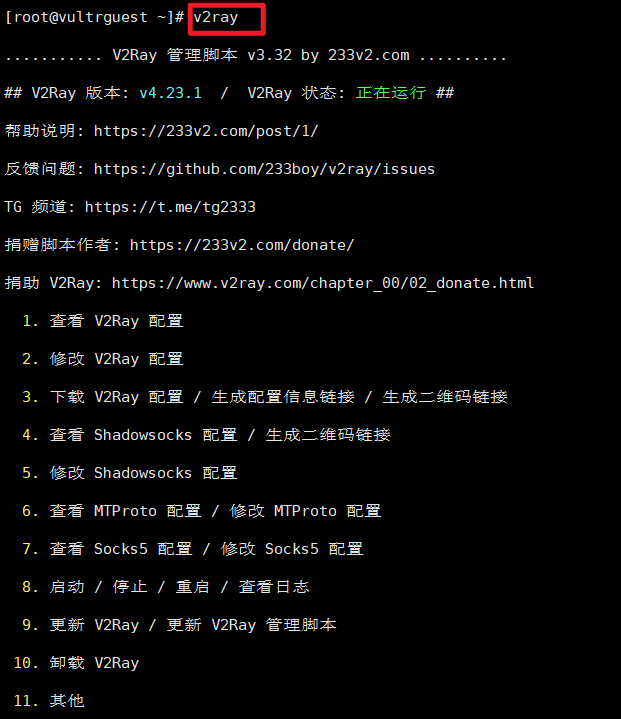 [root@vultrguest ~]# v2ray
........... V2Ray 管理脚本 v3.32 by 233v2.com ..........
## V2Ray 版本: v4.23.1 / V2Ray 状态: 正在运行 ##
帮助说明: https://233v2.com/post/1/
反馈问题: https://github.com/233boy/v2ray/issues
TG 频道: https://t.me/tg2333
捐赠脚本作者: https://233v2.com/donate/
捐助 V2Ray: https://www.v2ray.com/chapter_00/02_donate.html
1. 查看 V2Ray 配置
2. 修改 V2Ray 配置
3. 下载 V2Ray 配置 / 生成配置信息链接 / 生成二维码链接
4. 查看 Shadowsocks 配置 / 生成二维码链接
5. 修改 Shadowsocks 配置
6. 查看 MTProto 配置 / 修改 MTProto 配置
7. 查看 Socks5 配置 / 修改 Socks5 配置
8. 启动 / 停止 / 重启 / 查看日志
9. 更新 V2Ray / 更新 V2Ray 管理脚本
10. 卸载 V2Ray
11. 其他